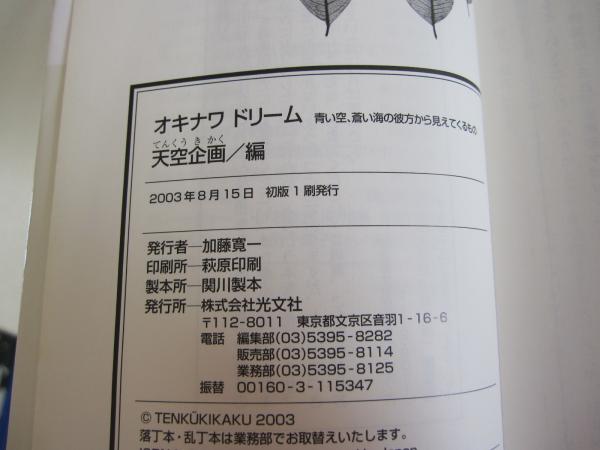 オキナワ ドリーム 青い空、蒼い海の彼方から見えてくるもの
てんくう き かく
天空企画／編
2003年8月15日 初版1刷発行
発行者─加藤寛一
印刷所─萩原印刷
製本所─関川製本
発行所─株式会社光文社
〒112-8011 東京都文京区音羽1-16-6
電話 編集部(03)5395-8282
販売部(03)5395-8114
業務部(03)5395-8125
振替 00160-3-115347
© TENKŪKIKAKU 2003
落丁本・乱丁本は業務部でお取替えいたします。